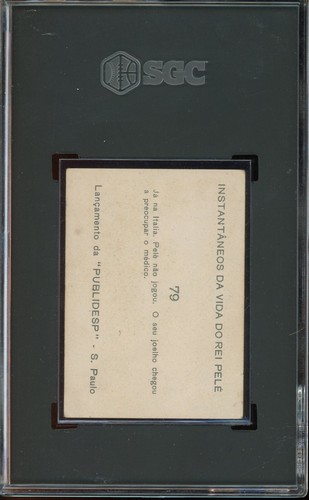 SGC
INSTANTÂNEOS DA VIDA DO REI PELÉ
79
Já na Italia, Pelé não jogou. O seu joelho chegou
a preocupar o médico.
Lançamento da "PUBLIDESP" - S. Paulo